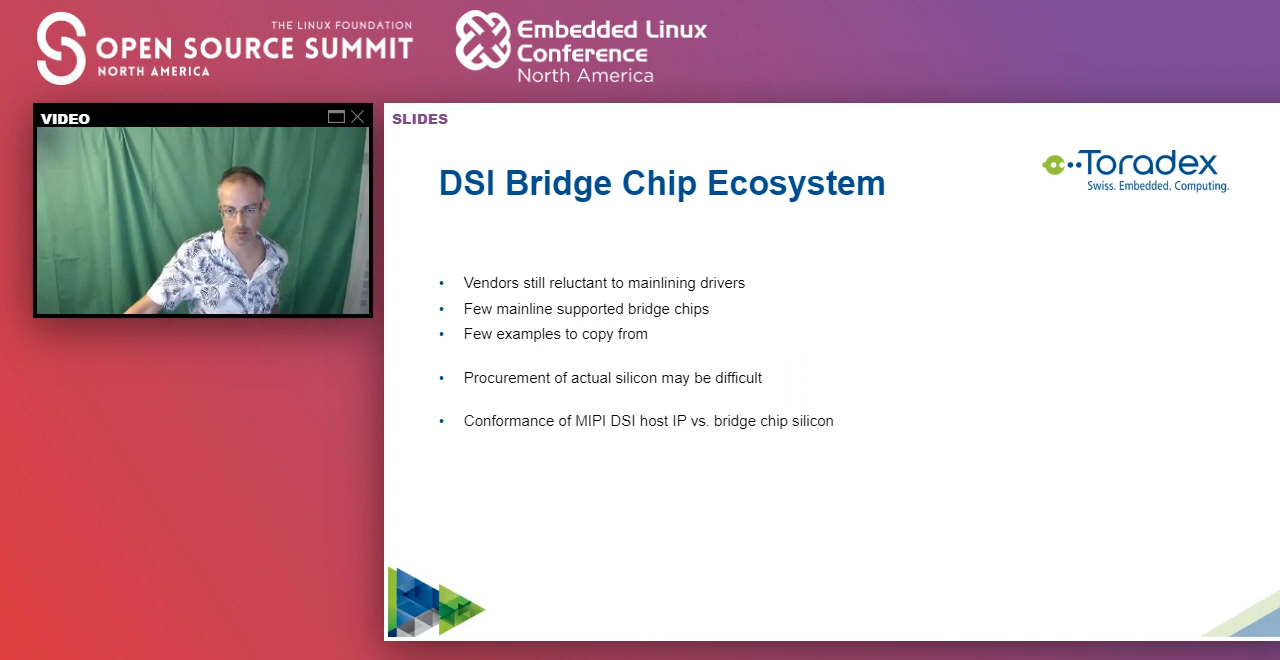 THE LINUX FOUNDATION
OPEN SOURCE SUMMIT
NORTH AMERICA
Embedded Linux
Conference
North America
VIDEO
SLIDES
DSI Bridge Chip Ecosystem
Toradex
Swiss. Embedded. Computing.
• Vendors still reluctant to mainlining drivers
• Few mainline supported bridge chips
• Few examples to copy from
• Procurement of actual silicon may be difficult
• Conformance of MIPI DSI host IP vs. bridge chip silicon